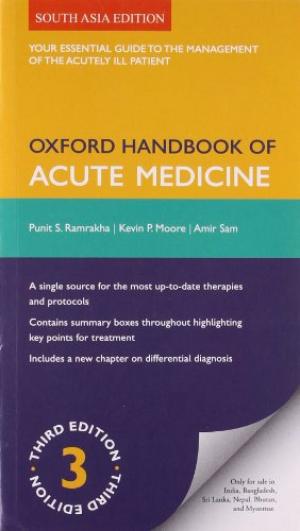 SOUTH ASIA EDITION
YOUR ESSENTIAL GUIDE TO THE MANAGEMENT
OF THE ACUTELY ILL PATIENT
OXFORD HANDBOOK OF
ACUTE MEDICINE
Punit S. Ramrakha | Kevin P. Moore | Amir Sam
A single source for the most up-to-date therapies
and protocols
Contains summary boxes throughout highlighting
key points for treatment
Includes a new chapter on differential diagnosis
THIRD EDITION
3
THIRD EDITION
Only for sale in
India, Bangladesh,
Sri Lanka, Nepal, Bhutan,
and Myanmar.